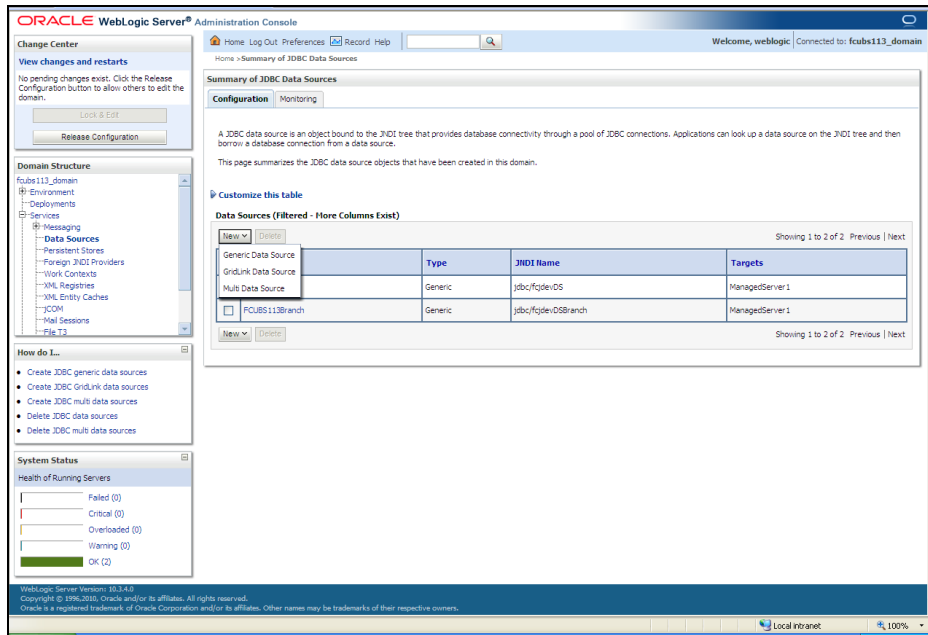 ORACLE WebLogic Server® Administration Console
Change Center
View changes and restarts
No pending changes exist. Click the Release
Configuration button to allow others to edit the
domain.
Lock & Edit
Release Configuration
Domain Structure
fcubs113_domain
Environment
Deployments
Services
Messaging
Data Sources
Persistent Stores
Foreign JNDI Providers
Work Contexts
XML Registries
XML Entity Caches
jCOM
Mail Sessions
File T3
How do I...
Create JDBC generic data sources
Create JDBC GridLink data sources
Create JDBC multi data sources
Delete JDBC data sources
Delete JDBC multi data sources
System Status
Health of Running Servers
Failed (0)
Critical (0)
Overloaded (0)
Warning (0)
OK (2)
Home Log Out Preferences Record Help
Welcome, weblogic Connected to: fcubs113_domain
Home >Summary of JDBC Data Sources
Summary of JDBC Data Sources
Configuration Monitoring
A JDBC data source is an object bound to the JNDI tree that provides database connectivity through a pool of JDBC connections. Applications can look up a data source on the JNDI tree and then
borrow a database connection from a data source.
This page summarizes the JDBC data source objects that have been created in this domain.
Customize this table
Data Sources (Filtered - More Columns Exist)
New Delete Showing 1 to 2 of 2 Previous | Next
Generic Data Source
GridLink Data Source
Multi Data Source
Type JNDI Name Targets
Generic jdbc/fcjdevDS ManagedServer1
FCUBS113Branch Generic jdbc/fcjdevDSBranch ManagedServer1
New Delete Showing 1 to 2 of 2 Previous | Next
WebLogic Server Version: 10.3.4.0
Copyright © 1996,2010, Oracle and/or its affiliates. All rights reserved.
Oracle is a registered trademark of Oracle Corporation and/or its affiliates. Other names may be trademarks of their respective owners.
Local intranet 100%